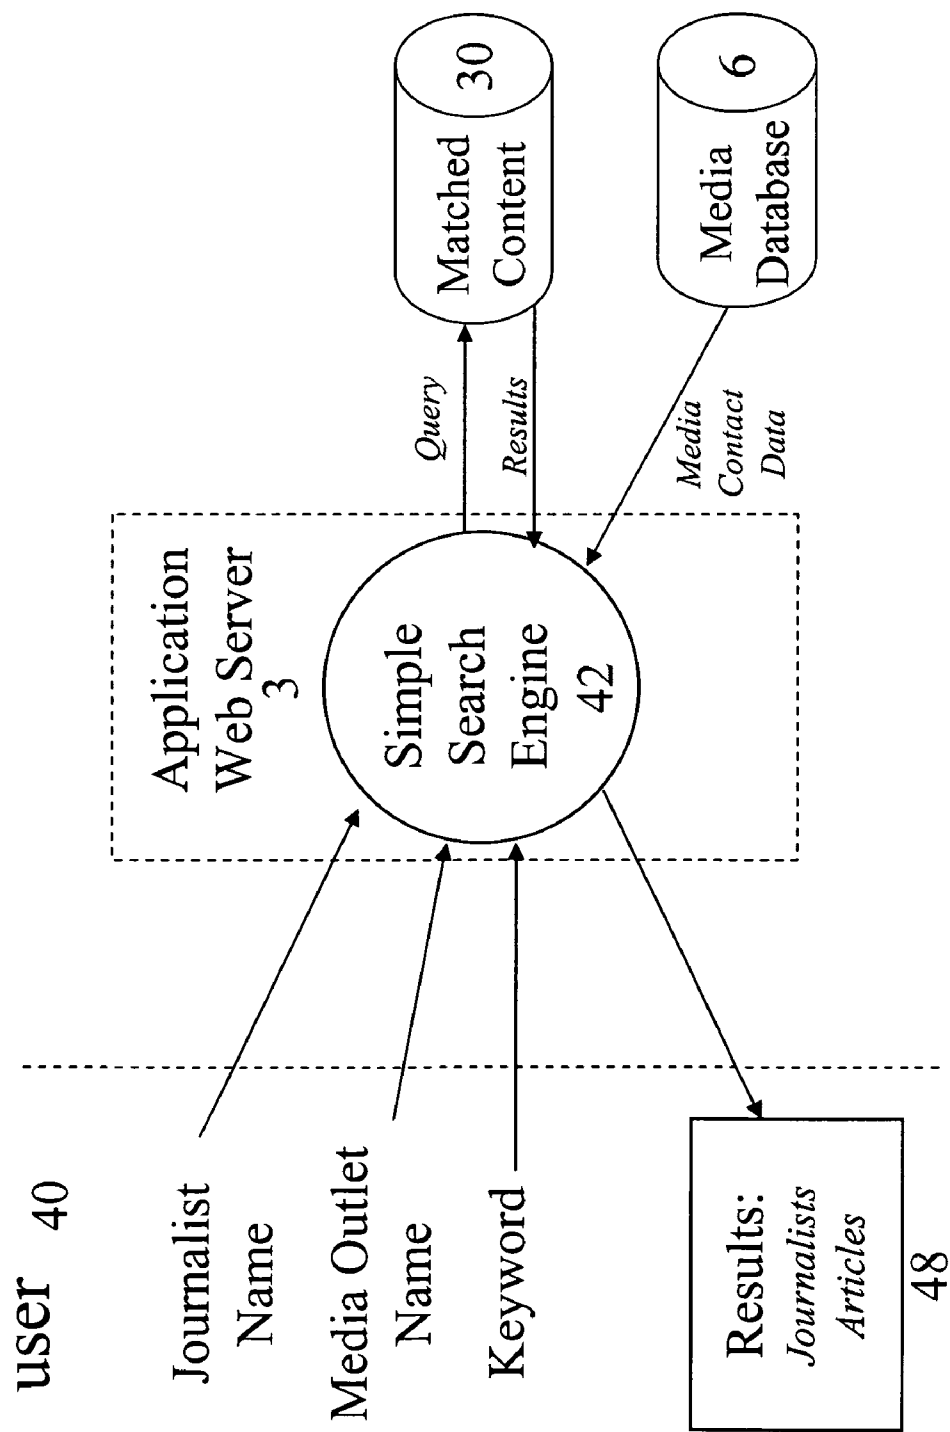 user 40
Journalist
Name
Media Outlet
Name
Keyword
Results:
Journalists
Articles
48
Application
Web Server
3
Simple
Search
Engine
42
Query
Results
Media
Contact
Data
Matched
Content
30
Media
Database
6